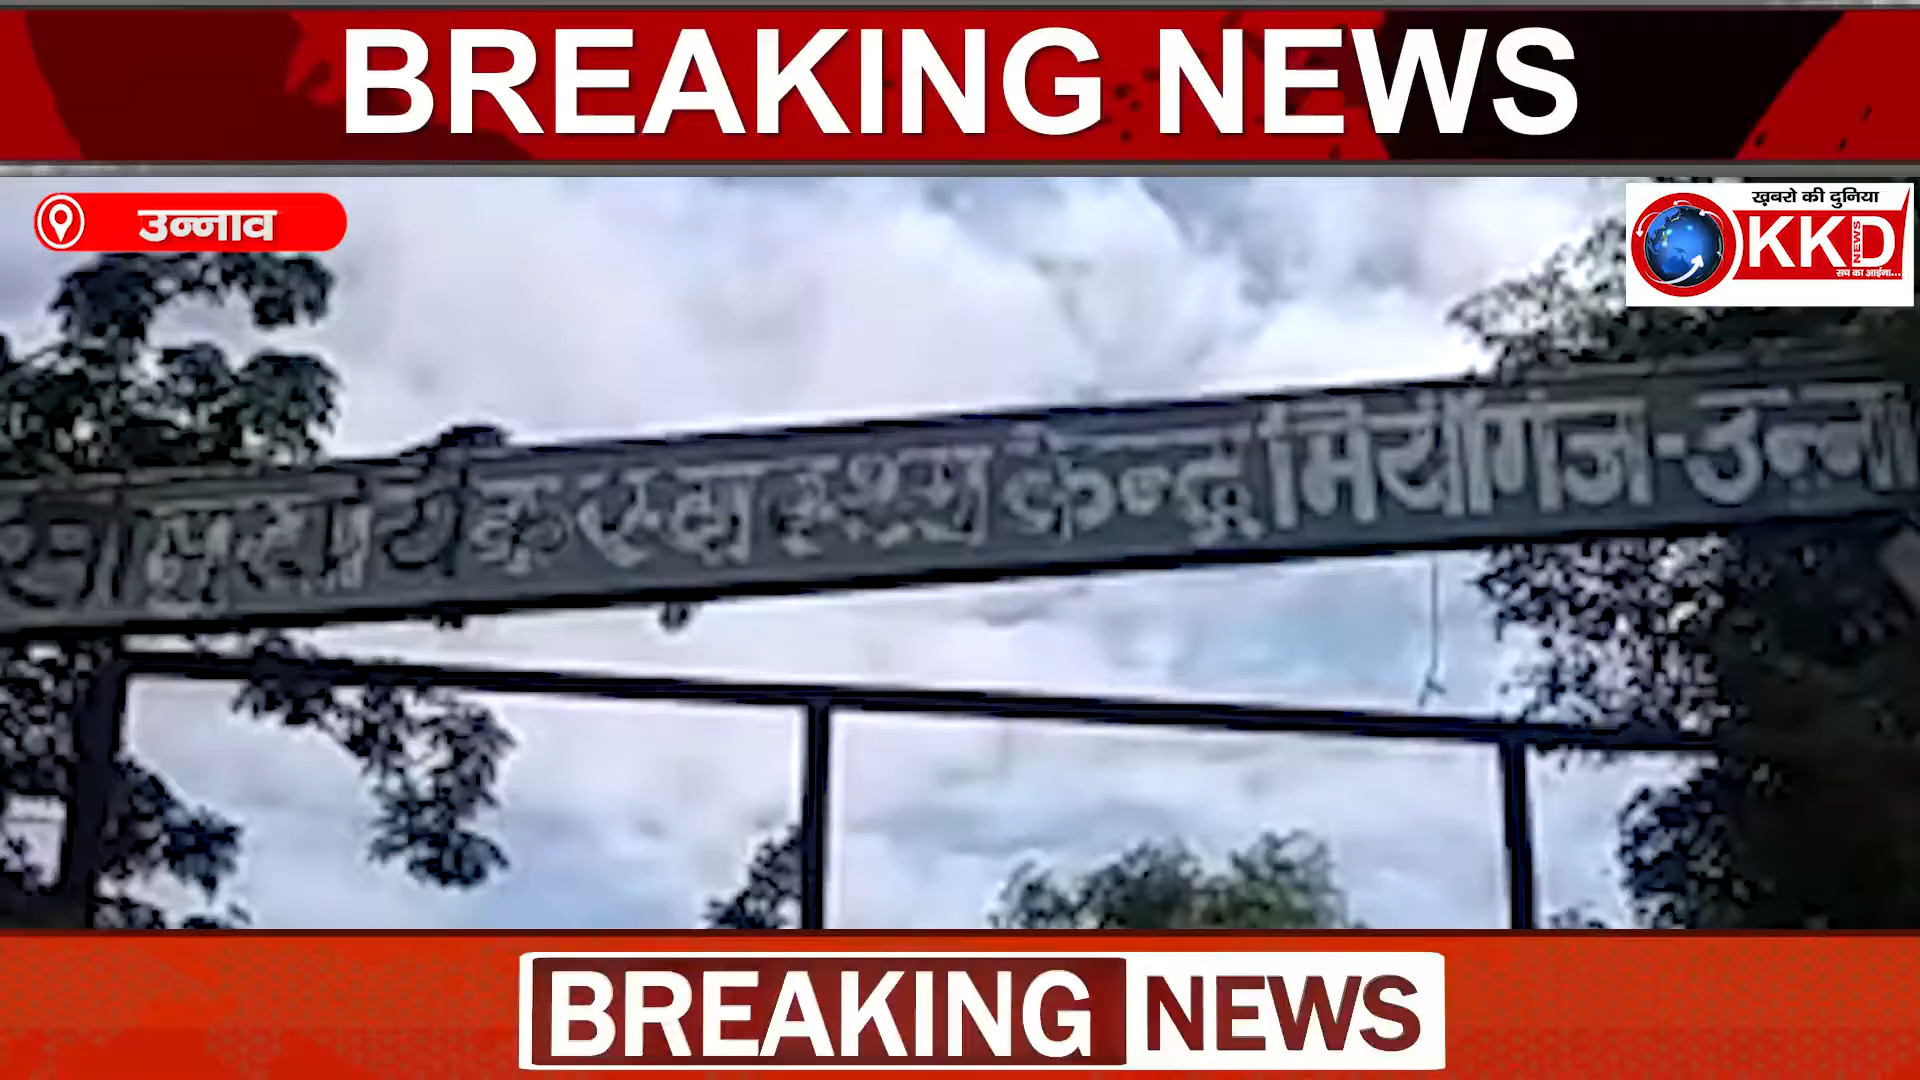 BREAKING NEWS
उन्नाव
ख़बरो की दुनिया
KKD
NEWS
सच का आईना...
सामुदायिक स्वास्थ्य केन्द्र मियाँगंज-उन्ना
BREAKING NEWS